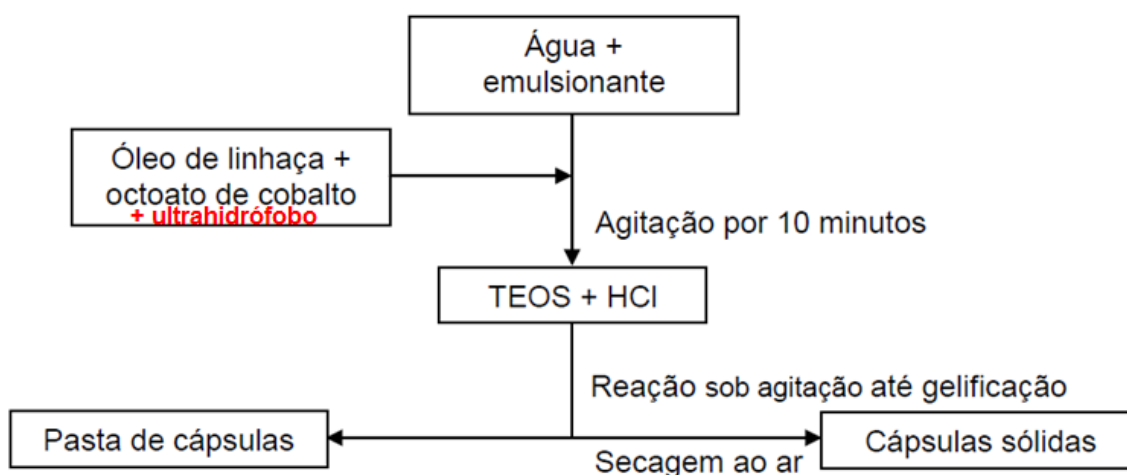 Água +
emulsionante
Óleo de linhaça +
octoato de cobalto
+ ultrahidrófobo
Agitação por 10 minutos
TEOS + HCl
Reação sob agitação até gelificação
Pasta de cápsulas
Cápsulas sólidas
Secagem ao ar